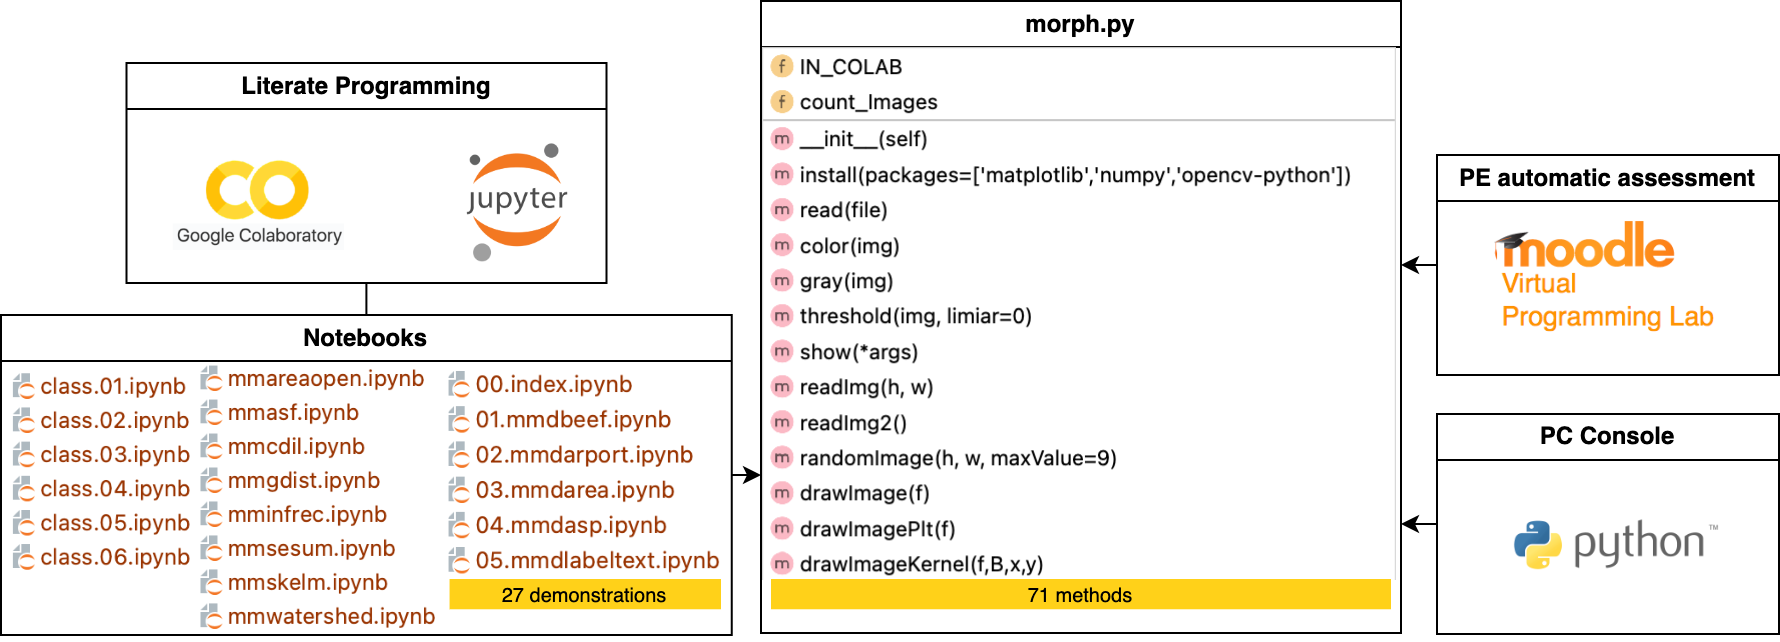 Literate Programming
Google Colaboratory
jupyter
Notebooks
class.01.ipynb
class.02.ipynb
class.03.ipynb
class.04.ipynb
class.05.ipynb
class.06.ipynb
mmareaopen.ipynb
mmasf.ipynb
mmcdil.ipynb
mmgdist.ipynb
mminfrec.ipynb
mmsesum.ipynb
mmskelm.ipynb
mmwatershed.ipynb
00.index.ipynb
01.mmdbeef.ipynb
02.mmdarport.ipynb
03.mmdarea.ipynb
04.mmdasp.ipynb
05.mmdlabeltext.ipynb
27 demonstrations
morph.py
f IN_COLAB
f count_Images
m __init__(self)
m install(packages=['matplotlib','numpy','opencv-python'])
m read(file)
m color(img)
m gray(img)
m threshold(img, limiar=0)
m show(*args)
m readImg(h, w)
m readImg2()
m randomImage(h, w, maxValue=9)
m drawImage(f)
m drawImagePlt(f)
m drawImageKernel(f,B,x,y)
71 methods
PE automatic assessment
moodle
Virtual
Programming Lab
PC Console
python™